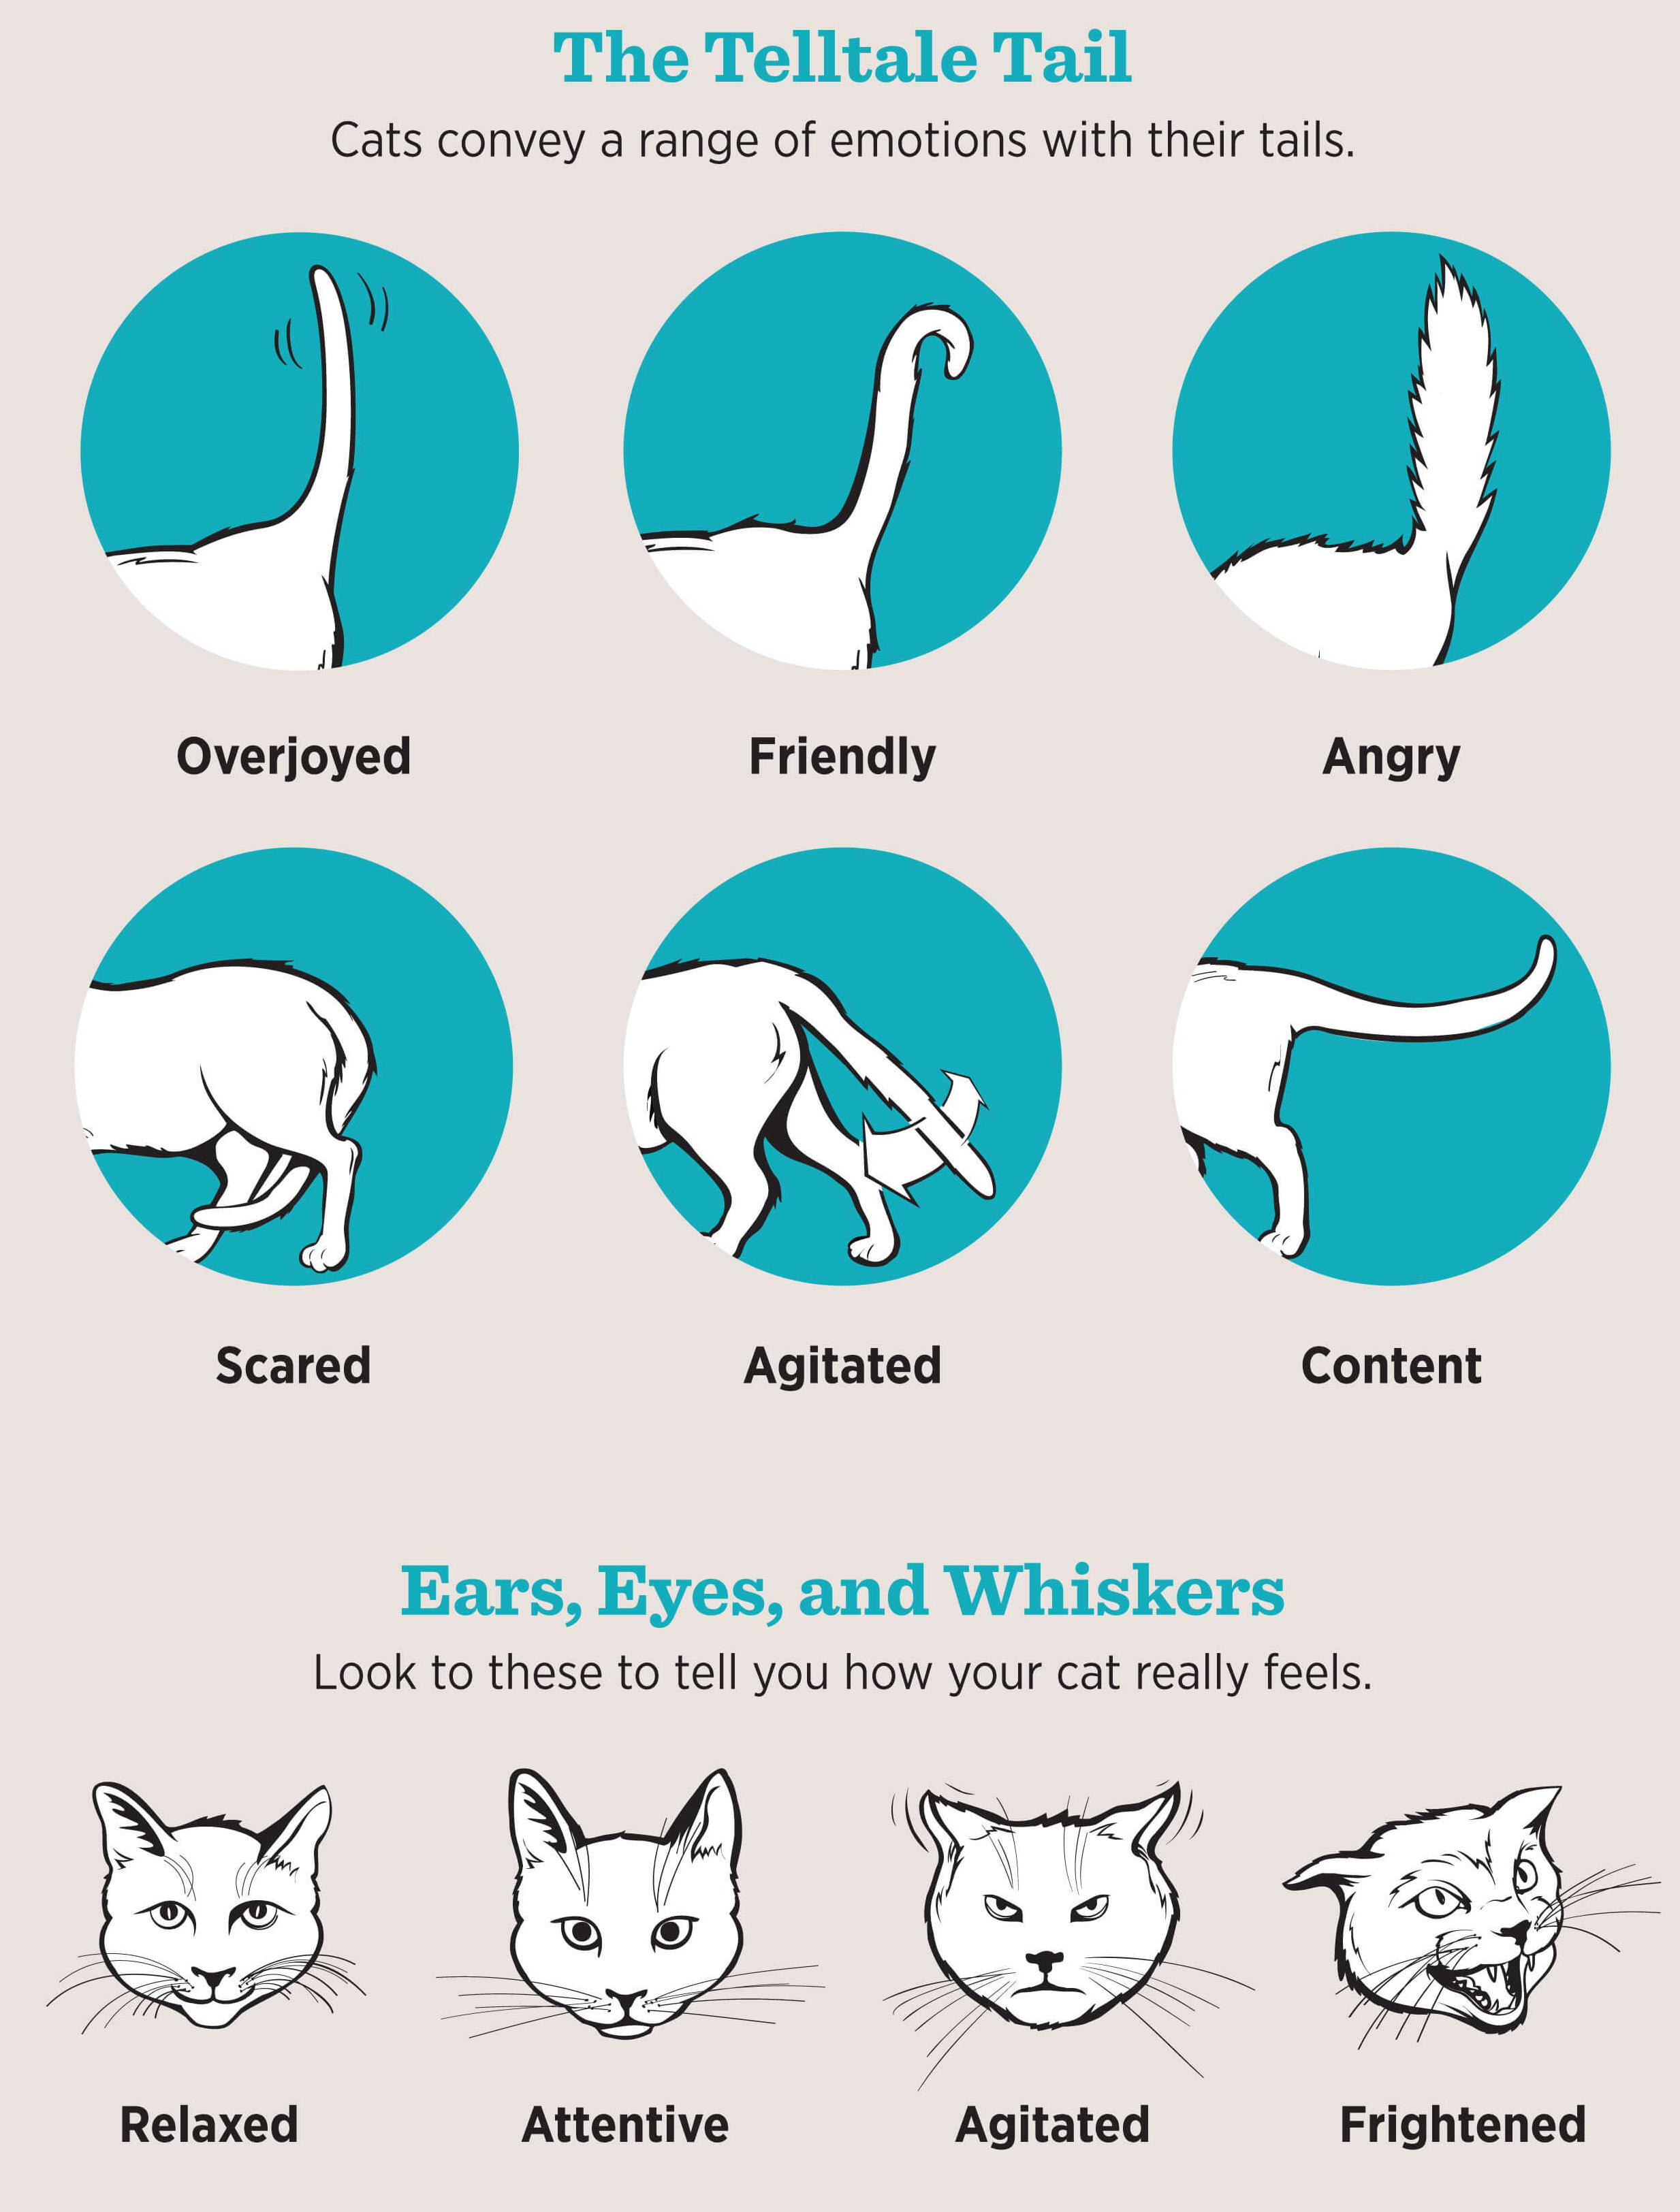 The Telltale Tail
Cats convey a range of emotions with their tails.
Overjoyed
Friendly
Angry
Scared
Agitated
Content
Ears, Eyes, and Whiskers
Look to these to tell you how your cat really feels.
Relaxed
Attentive
Agitated
Frightened